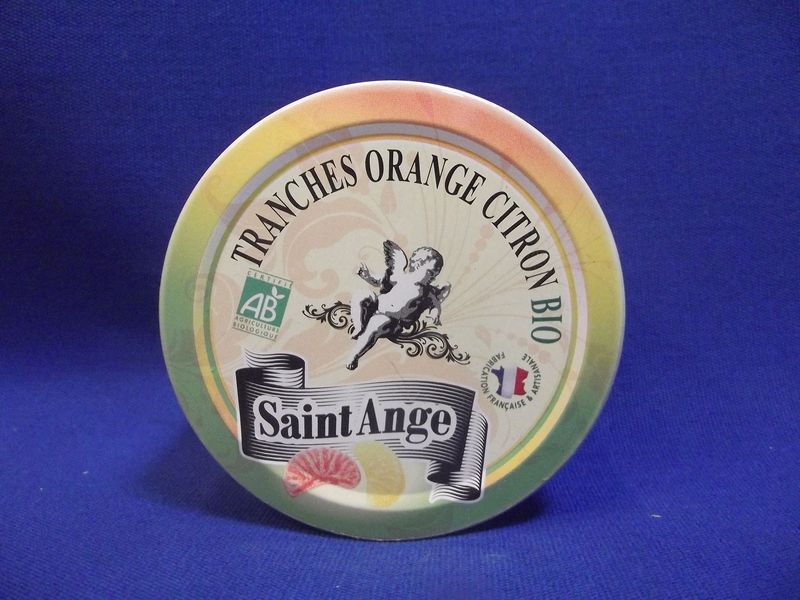 TRANCHES ORANGE CITRON BIO
CERTIFIÉ
AB
AGRICULTURE
BIOLOGIQUE
FABRICATION FRANÇAISE & ARTISANALE
Saint Ange